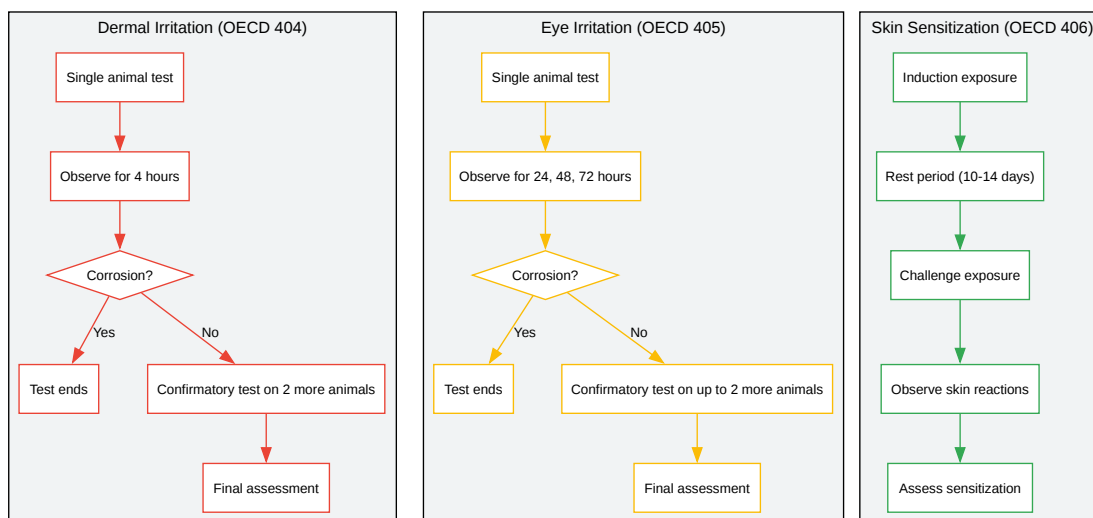 Dermal Irritation (OECD 404)
Single animal test
Observe for 4 hours
Corrosion?
Yes
No
Test ends
Confirmatory test on 2 more animals
Final assessment
Eye Irritation (OECD 405)
Single animal test
Observe for 24, 48, 72 hours
Corrosion?
Yes
No
Test ends
Confirmatory test on up to 2 more animals
Final assessment
Skin Sensitization (OECD 406)
Induction exposure
Rest period (10-14 days)
Challenge exposure
Observe skin reactions
Assess sensitization